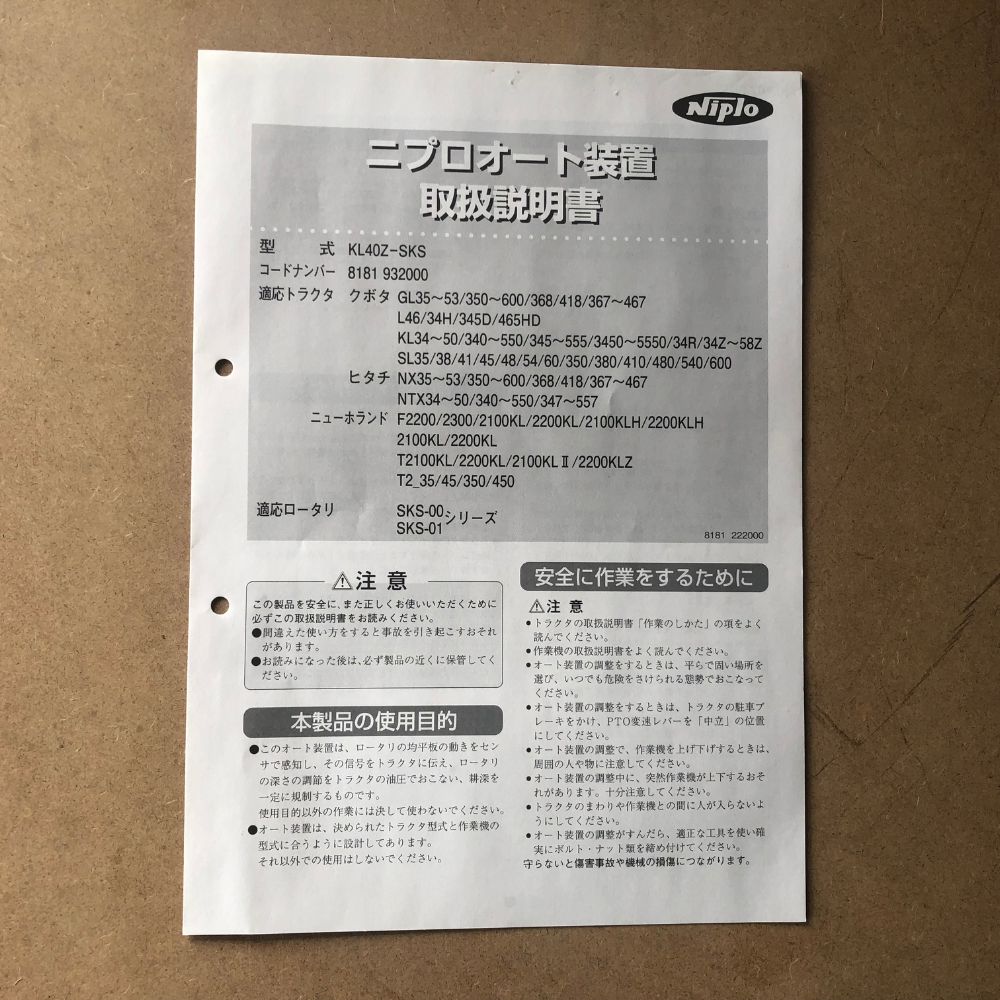 Niplo
ニプロオート装置
取扱説明書
型 式 KL40Z-SKS
コードナンバー 8181 932000
適応トラクタ クボタ GL35～53/350～600/368/418/367～467
L46/34H/345D/465HD
KL34～50/340～550/345～555/3450～5550/34R/34Z～58Z
SL35/38/41/45/48/54/60/350/380/410/480/540/600
ヒタチ NX35～53/350～600/368/418/367～467
NTX34～50/340～550/347～557
ニューホランド F2200/2300/2100KL/2200KL/2100KLH/2200KLH
2100KL/2200KL
T2100KL/2200KL/2100KLⅡ/2200KLZ
T2_35/45/350/450
適応ロータリ SKS-00
SKS-01 シリーズ
8181 222000
⚠注意
この製品を安全に、また正しくお使いいただくために
必ずこの取扱説明書をお読みください。
●間違えた使い方をすると事故を引き起こすおそれ
があります。
●お読みになった後は、必ず製品の近くに保管してく
ださい。
本製品の使用目的
●このオート装置は、ロータリの均平板の動きをセン
サで感知し、その信号をトラクタに伝え、ロータリ
の深さの調節をトラクタの油圧でおこない、耕深を
一定に規制するものです。
使用目的以外の作業には決して使わないでください。
●オート装置は、決められたトラクタ型式と作業機の
型式に合うように設計してあります。
それ以外での使用はしないでください。
安全に作業をするために
⚠注意
●トラクタの取扱説明書「作業のしかた」の項をよく
読んでください。
●作業機の取扱説明書をよく読んでください。
●オート装置の調整をするときは、平らで固い場所を
選び、いつでも危険をさけられる態勢でおこなって
ください。
●オート装置の調整をするときは、トラクタの駐車ブ
レーキをかけ、PTO変速レバーを「中立」の位置
にしてください。
●オート装置の調整で、作業機を上げ下げするときは、
周囲の人や物に注意してください。
●オート装置の調整中に、突然作業機が上下するおそ
れがあります。十分注意してください。
●トラクタのまわりや作業機との間に人が入らないよ
うにしてください。
●オート装置の調整がすんだら、適正な工具を使い確
実にボルト・ナット類を締め付けてください。
守らないと傷害事故や機械の損傷につながります。